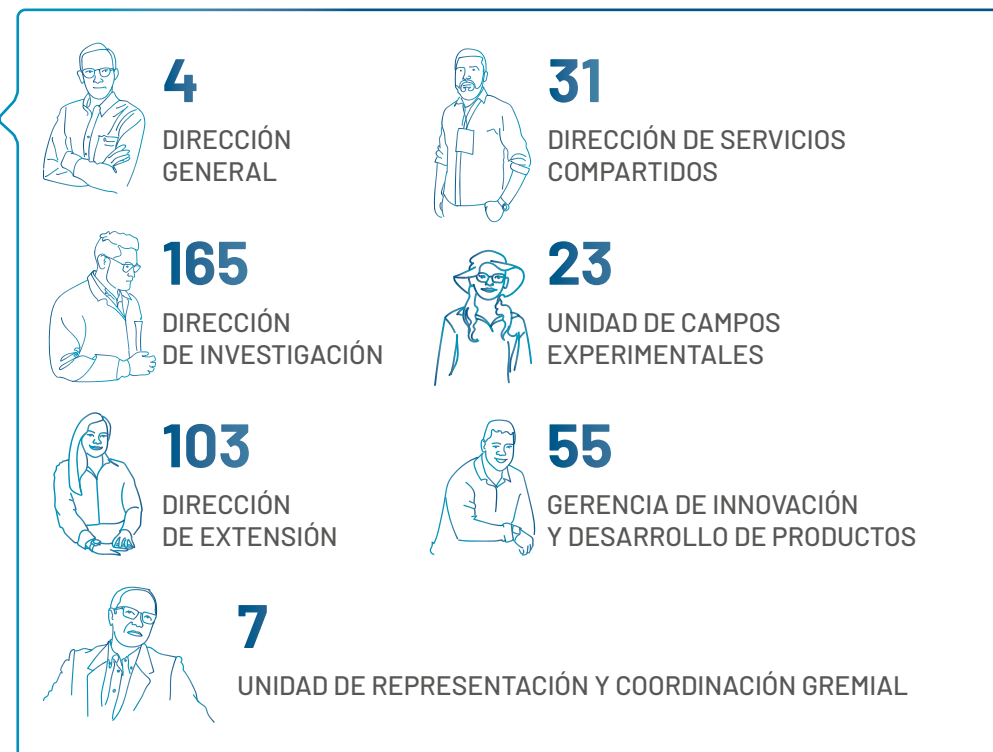 4
DIRECCIÓN
GENERAL
31
DIRECCIÓN DE SERVICIOS
COMPARTIDOS
165
DIRECCIÓN
DE INVESTIGACIÓN
23
UNIDAD DE CAMPOS
EXPERIMENTALES
103
DIRECCIÓN
DE EXTENSIÓN
55
GERENCIA DE INNOVACIÓN
Y DESARROLLO DE PRODUCTOS
7
UNIDAD DE REPRESENTACIÓN Y COORDINACIÓN GREMIAL